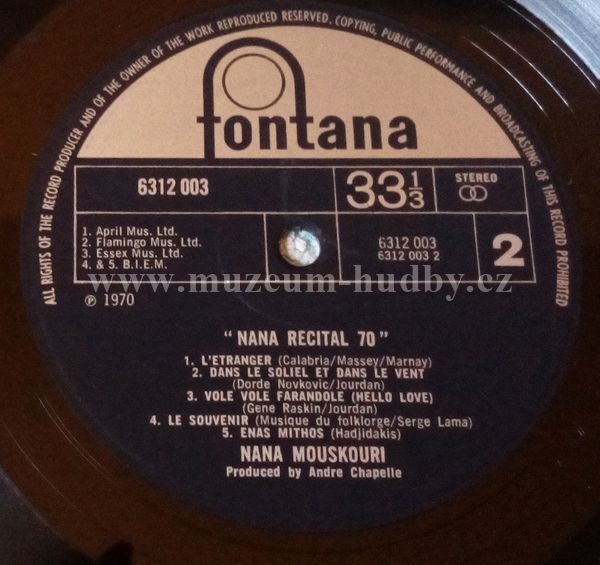 ALL RIGHTS OF THE RECORD PRODUCER AND OF THE OWNER OF THE WORK REPRODUCED RESERVED. COPYING, PUBLIC PERFORMANCE AND BROADCASTING OF THIS RECORD PROHIBITED
fontana
6312 003
33 1/3
STEREO
1. April Mus. Ltd.
2. Flamingo Mus. Ltd.
3. Essex Mus. Ltd.
4. & 5. B.I.E.M.
6312 003
6312 003 2
2
www.muzeum-hudby.cz
℗ 1970
"NANA RECITAL 70"
1. L'ETRANGER (Calabria/Massey/Marnay)
2. DANS LE SOLIEL ET DANS LE VENT
(Dorde Novkovic/Jourdan)
3. VOLE VOLE FARANDOLE (HELLO LOVE)
(Gene Raskin/Jourdan)
4. LE SOUVENIR (Musique du folklorge/Serge Lama)
5. ENAS MITHOS (Hadjidakis)
NANA MOUSKOURI
Produced by Andre Chapelle